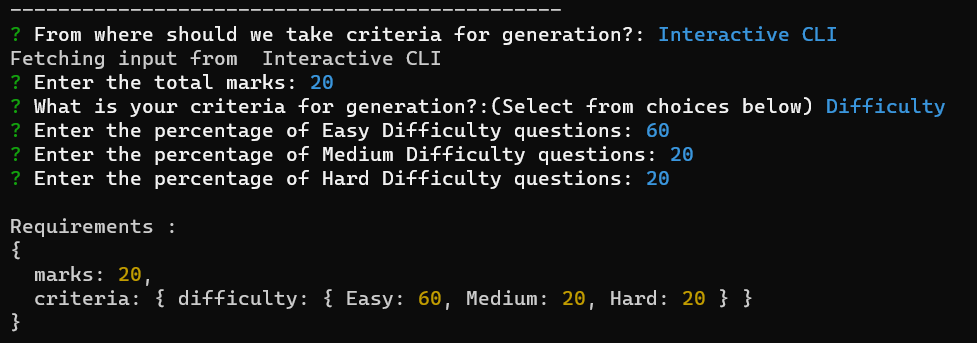 ----------------------------------------------
? From where should we take criteria for generation?: Interactive CLI
Fetching input from  Interactive CLI
? Enter the total marks: 20
? What is your criteria for generation?:(Select from choices below) Difficulty
? Enter the percentage of Easy Difficulty questions: 60
? Enter the percentage of Medium Difficulty questions: 20
? Enter the percentage of Hard Difficulty questions: 20
Requirements :
{
  marks: 20,
  criteria: { difficulty: { Easy: 60, Medium: 20, Hard: 20 } }
}